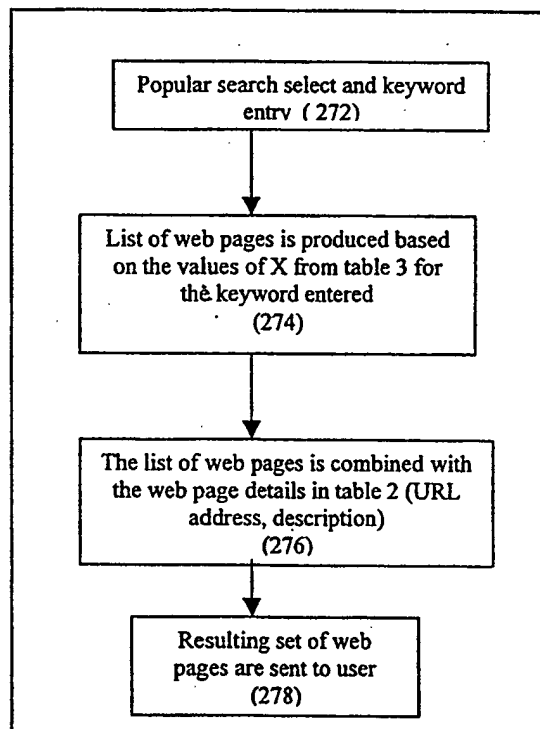 Popular search select and keyword
entry ( 272)
List of web pages is produced based
on the values of X from table 3 for
the keyword entered
(274)
The list of web pages is combined with
the web page details in table 2 (URL
address, description)
(276)
Resulting set of web
pages are sent to user
(278)